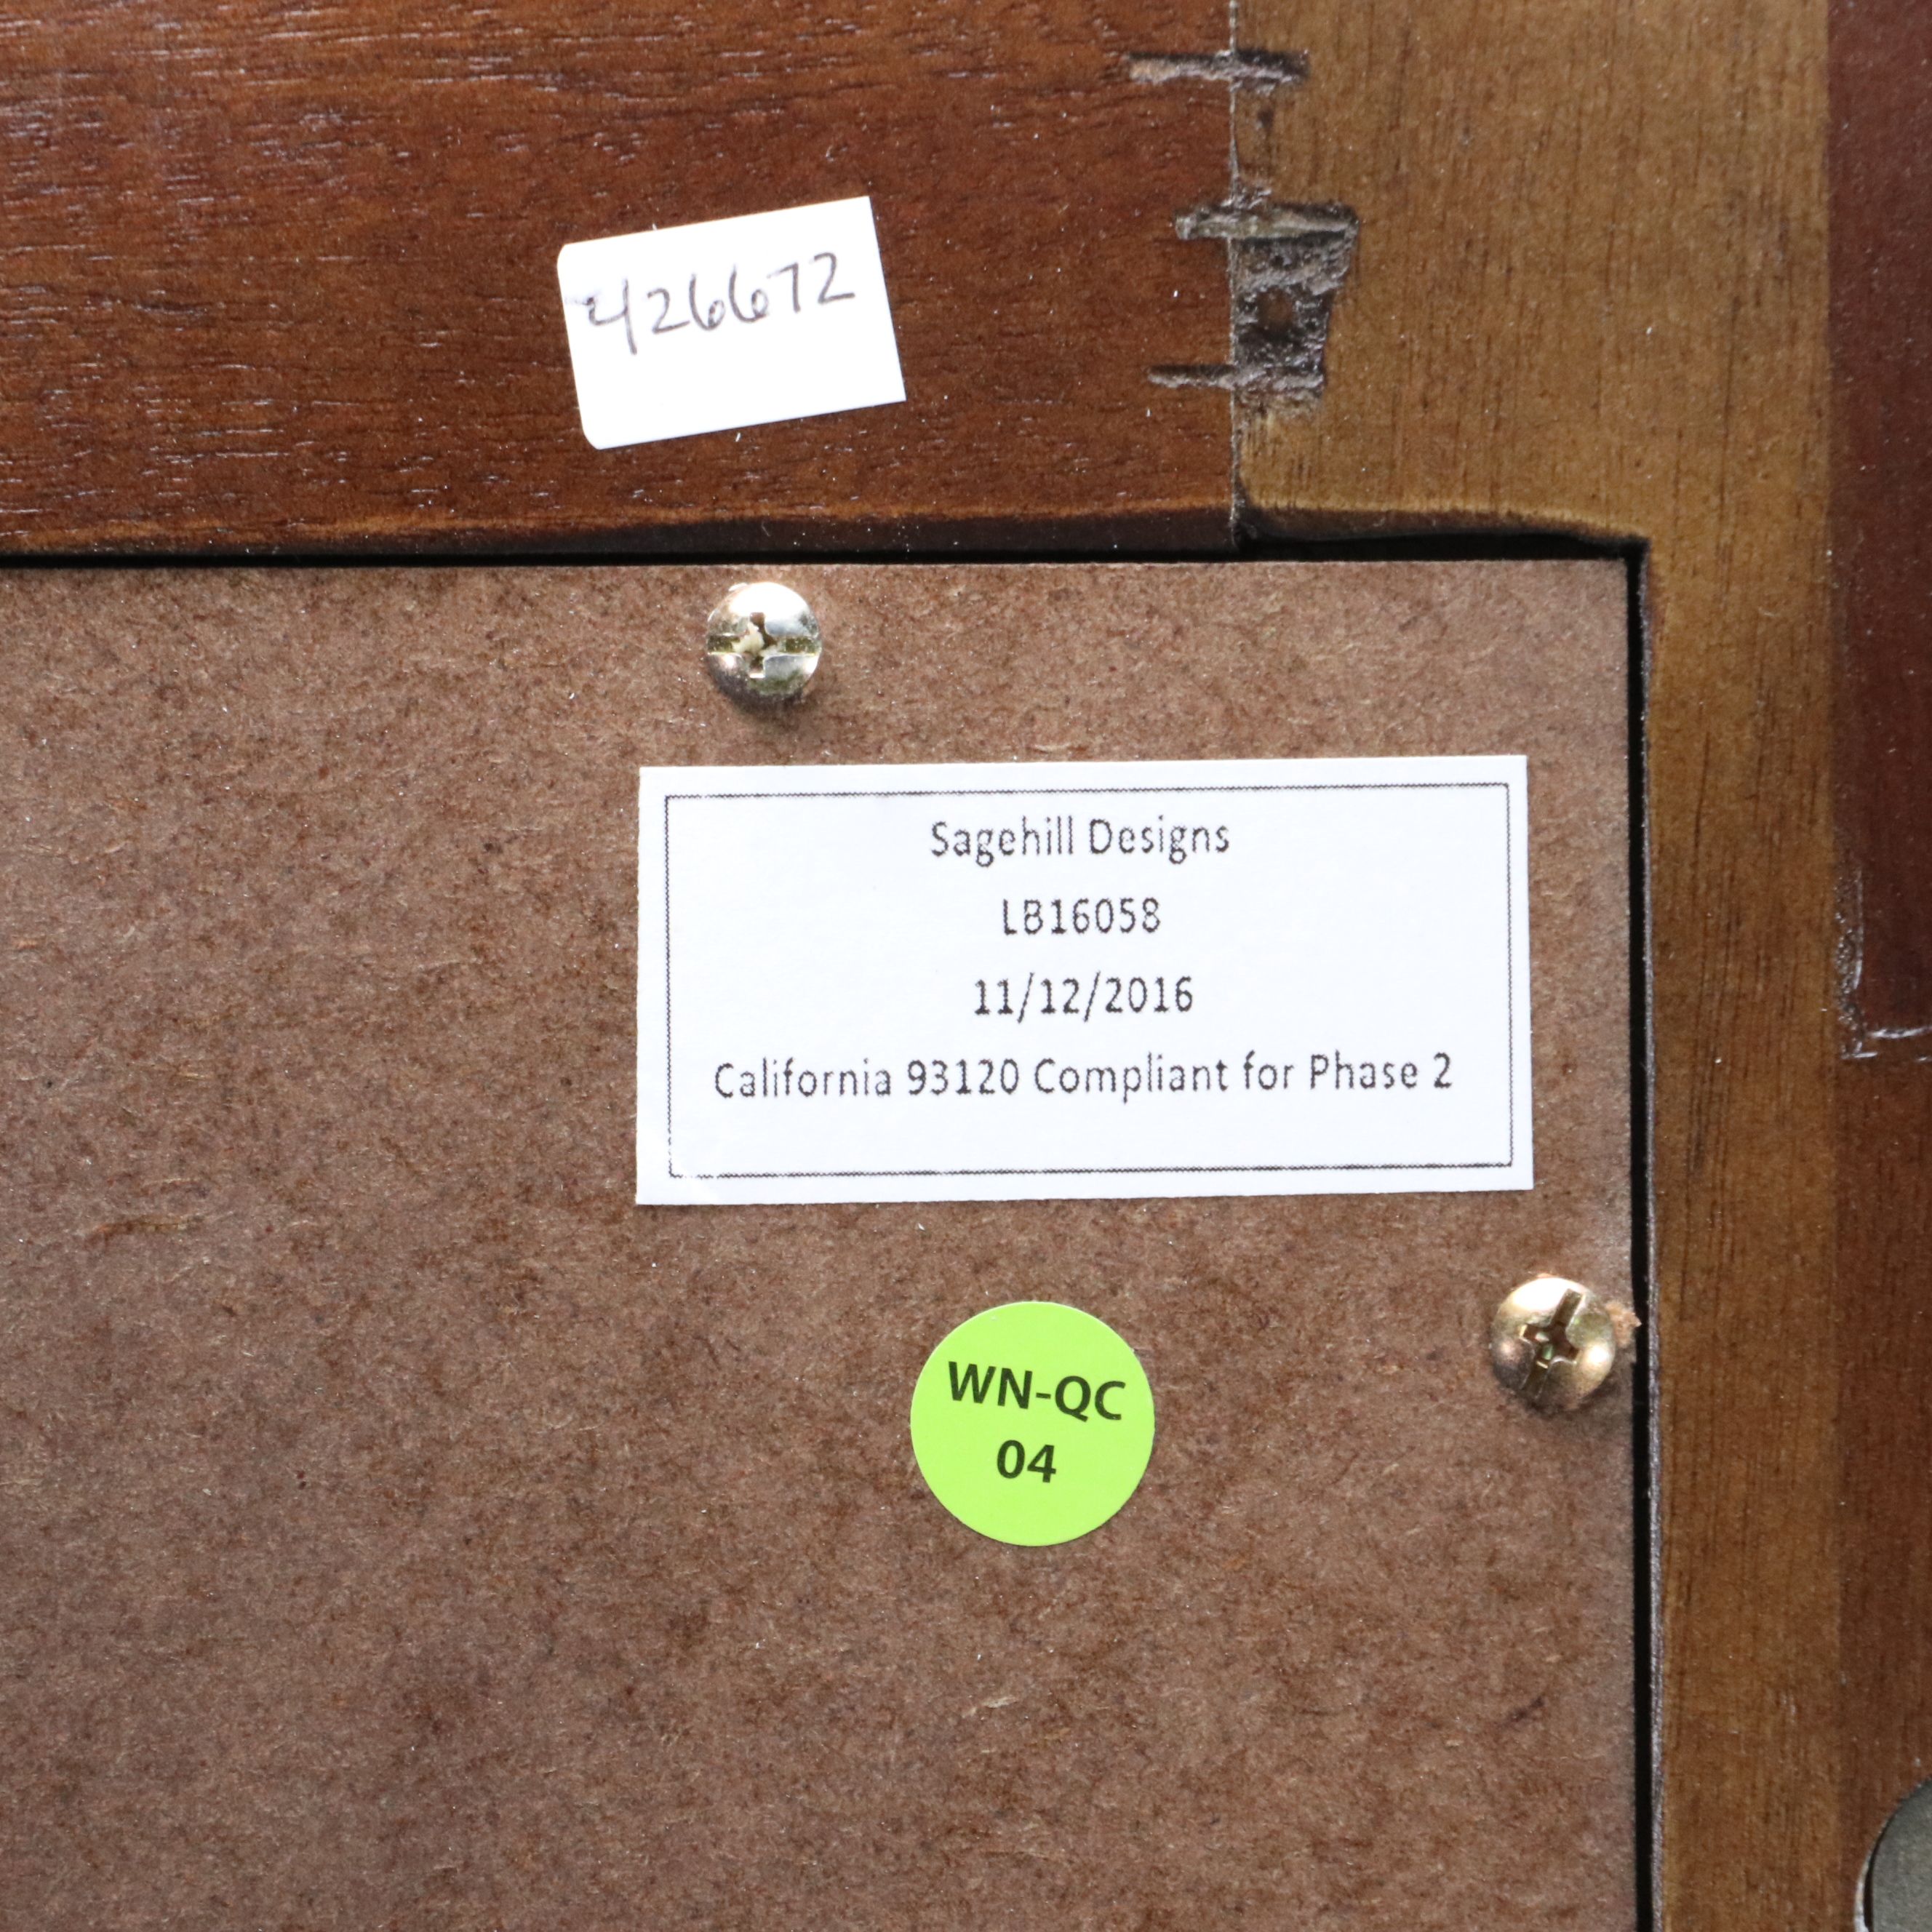 426672
Sagehill Designs
LB16058
11/12/2016
California 93120 Compliant for Phase 2
WN-QC
04